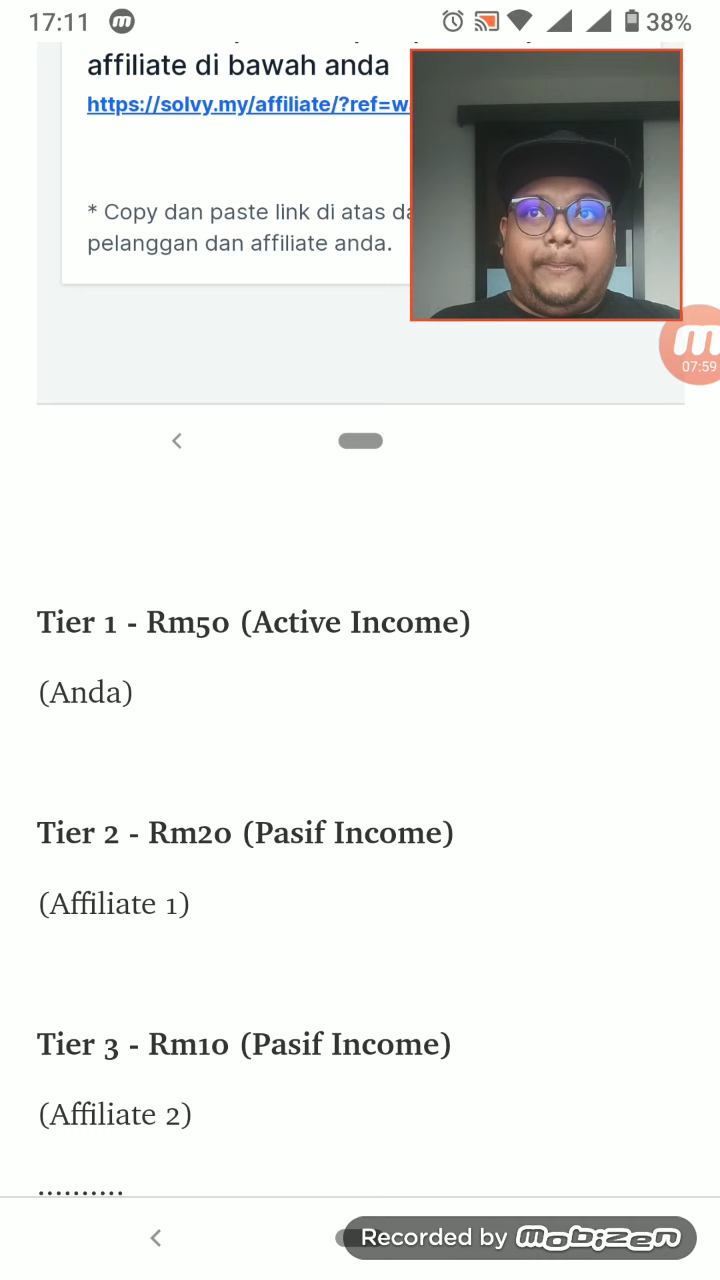 17:11 38%
affiliate di bawah anda
https://solvy.my/affiliate/?ref=w
* Copy dan paste link di atas
pelanggan dan affiliate anda.
07:59
Tier 1 - Rm50 (Active Income)
(Anda)
Tier 2 - Rm20 (Pasif Income)
(Affiliate 1)
Tier 3 - Rm10 (Pasif Income)
(Affiliate 2)
..........
Recorded by mobizen